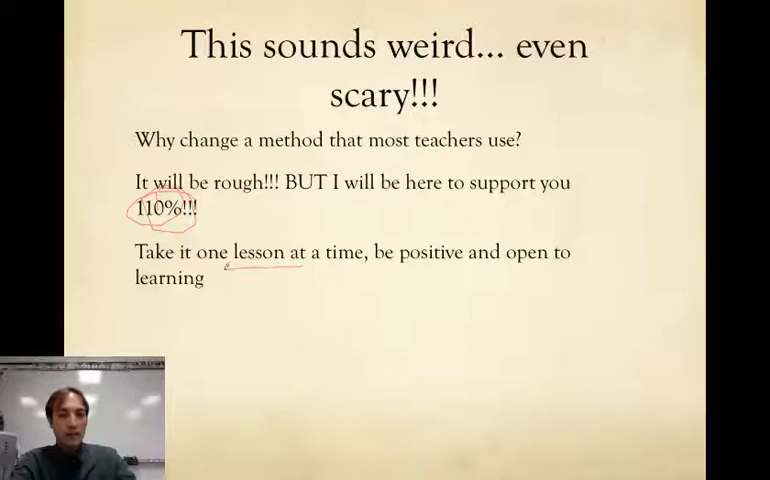 This sounds weird... even
scary!!!
Why change a method that most teachers use?
It will be rough!!! BUT I will be here to support you
110%!!!
Take it one lesson at a time, be positive and open to
learning